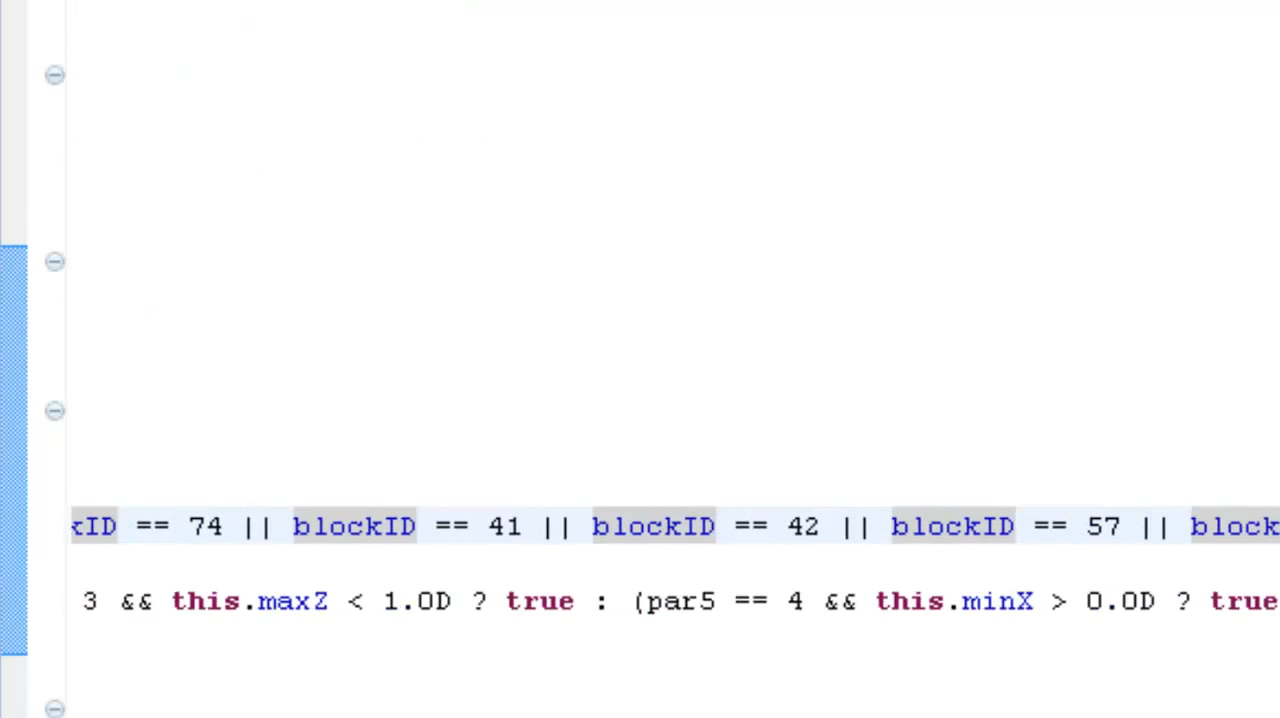 kID == 74 || blockID == 41 || blockID == 42 || blockID == 57 || block
3 && this.maxZ < 1.0D ? true : (par5 == 4 && this.minX > 0.0D ? true